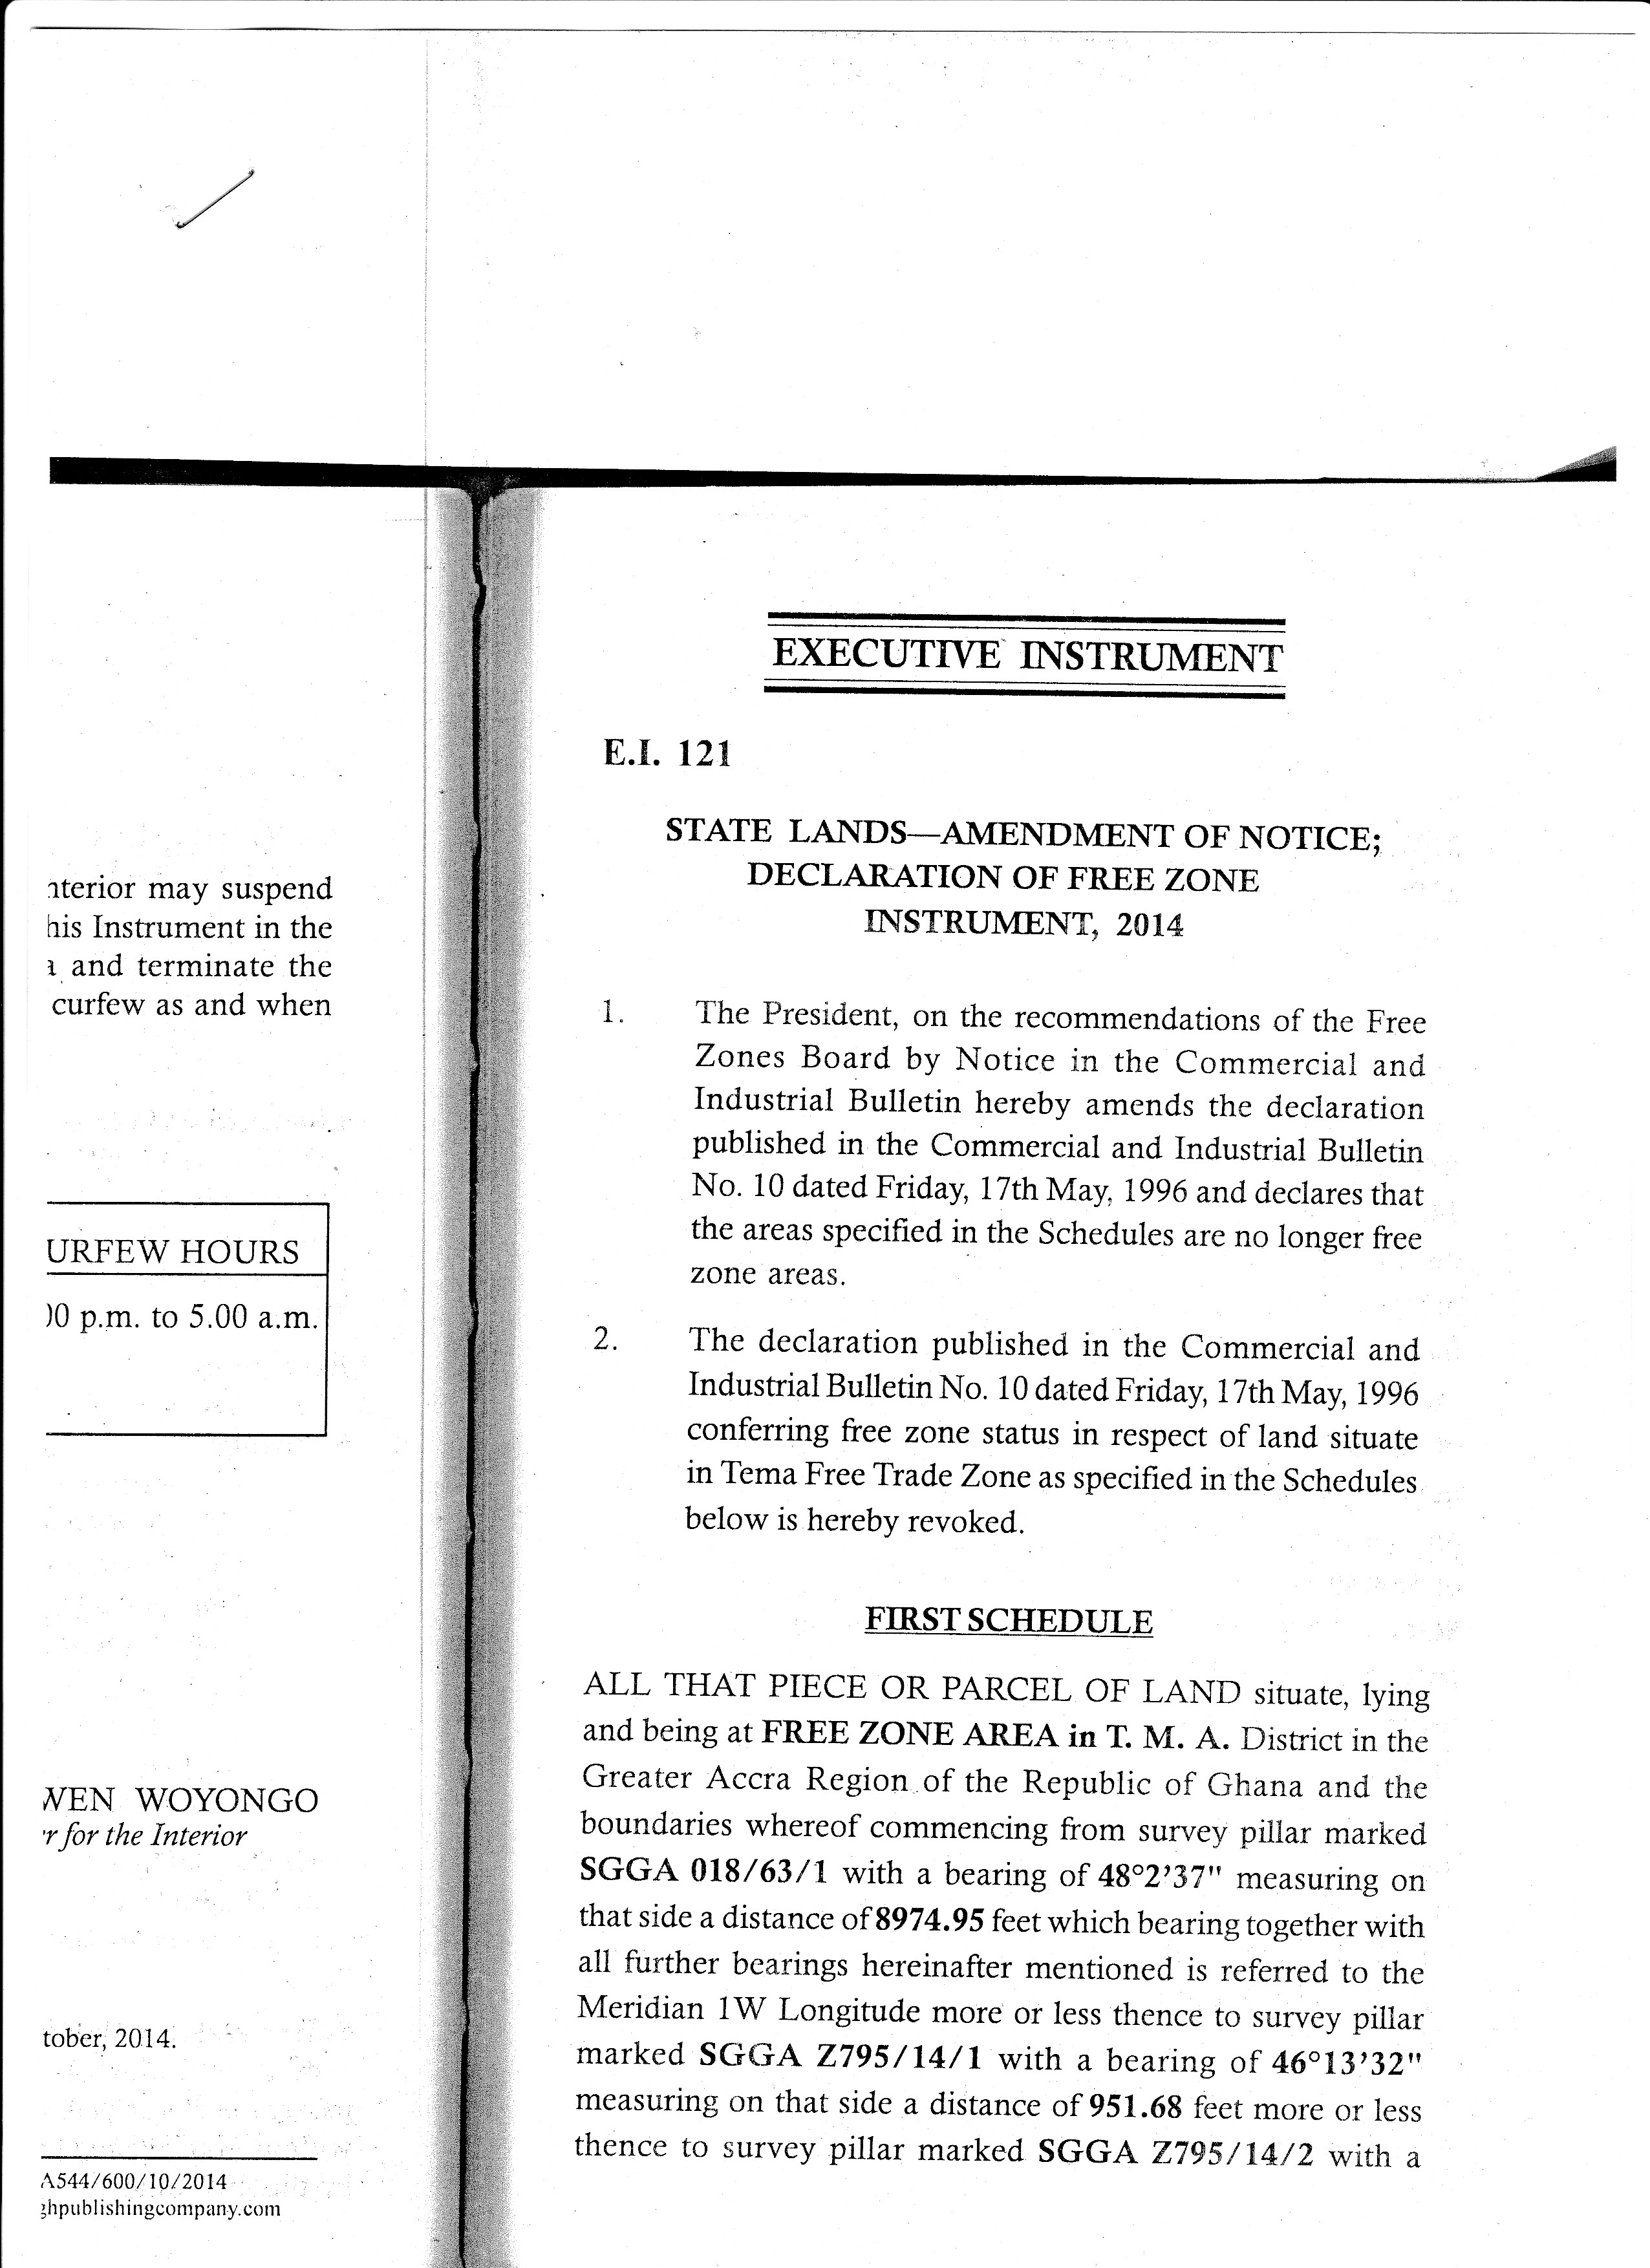 terior may suspend
his Instrument in the
and terminate the
curfew as and when
URFEW HOURS
0 p.m. to 5.00 a.m.
VEN WOYONGO
r for the Interior
tober, 2014.
A544/600/10/2014
ghpublishingcompany.com
EXECUTIVE INSTRUMENT
E.I. 121
STATE LANDS—AMENDMENT OF NOTICE;
DECLARATION OF FREE ZONE
INSTRUMENT, 2014
1. The President, on the recommendations of the Free
Zones Board by Notice in the Commercial and
Industrial Bulletin hereby amends the declaration
published in the Commercial and Industrial Bulletin
No. 10 dated Friday, 17th May, 1996 and declares that
the areas specified in the Schedules are no longer free
zone areas.
2. The declaration published in the Commercial and
Industrial Bulletin No. 10 dated Friday, 17th May, 1996
conferring free zone status in respect of land situate
in Tema Free Trade Zone as specified in the Schedules
below is hereby revoked.
FIRST SCHEDULE
ALL THAT PIECE OR PARCEL OF LAND situate, lying
and being at FREE ZONE AREA in T. M. A. District in the
Greater Accra Region of the Republic of Ghana and the
boundaries whereof commencing from survey pillar marked
SGGA 018/63/1 with a bearing of 48°2’37" measuring on
that side a distance of 8974.95 feet which bearing together with
all further bearings hereinafter mentioned is referred to the
Meridian 1W Longitude more or less thence to survey pillar
marked SGGA Z795/14/1 with a bearing of 46°13’32"
measuring on that side a distance of 951.68 feet more or less
thence to survey pillar marked SGGA Z795/14/2 with a